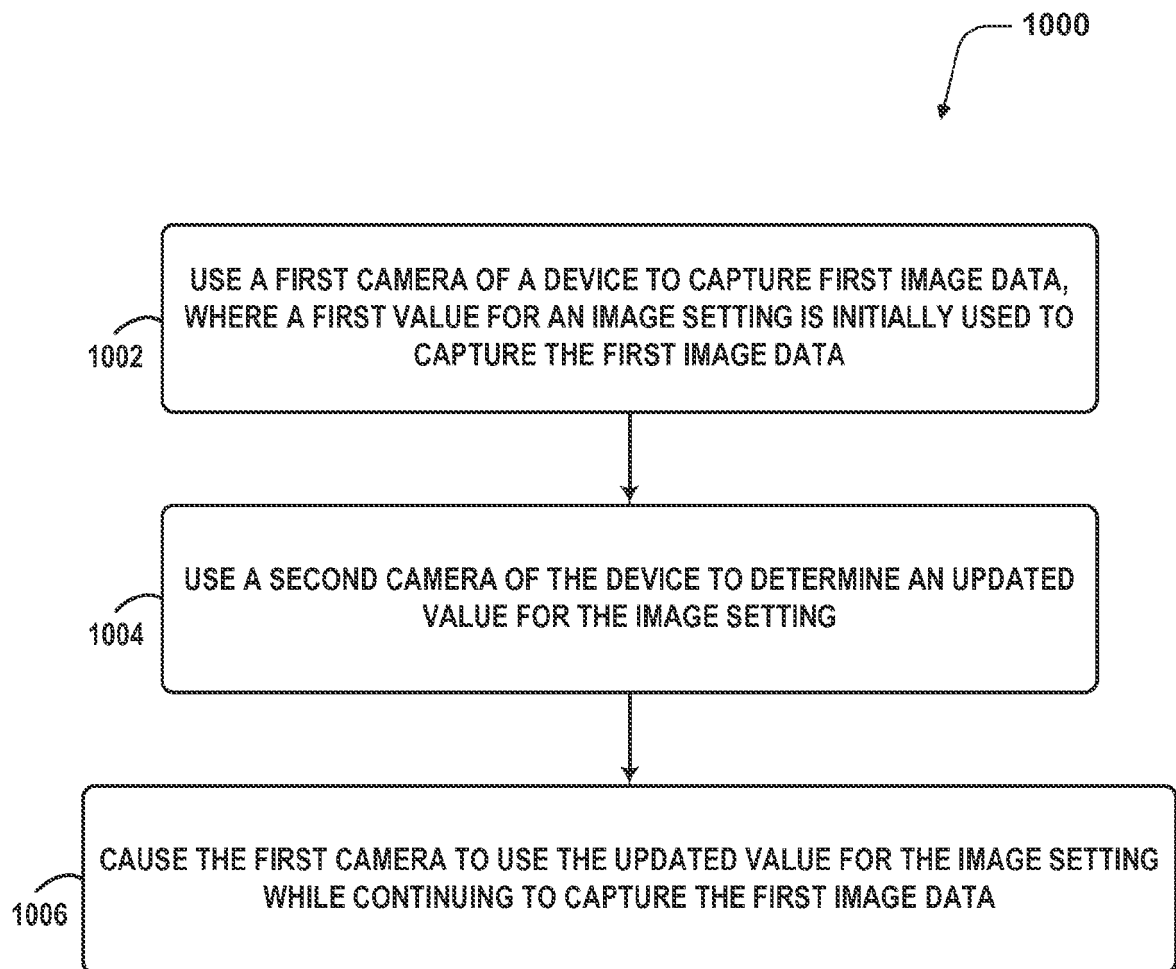 1000
USE A FIRST CAMERA OF A DEVICE TO CAPTURE FIRST IMAGE DATA,
WHERE A FIRST VALUE FOR AN IMAGE SETTING IS INITIALLY USED TO
CAPTURE THE FIRST IMAGE DATA
1002
USE A SECOND CAMERA OF THE DEVICE TO DETERMINE AN UPDATED
VALUE FOR THE IMAGE SETTING
1004
CAUSE THE FIRST CAMERA TO USE THE UPDATED VALUE FOR THE IMAGE SETTING
WHILE CONTINUING TO CAPTURE THE FIRST IMAGE DATA
1006